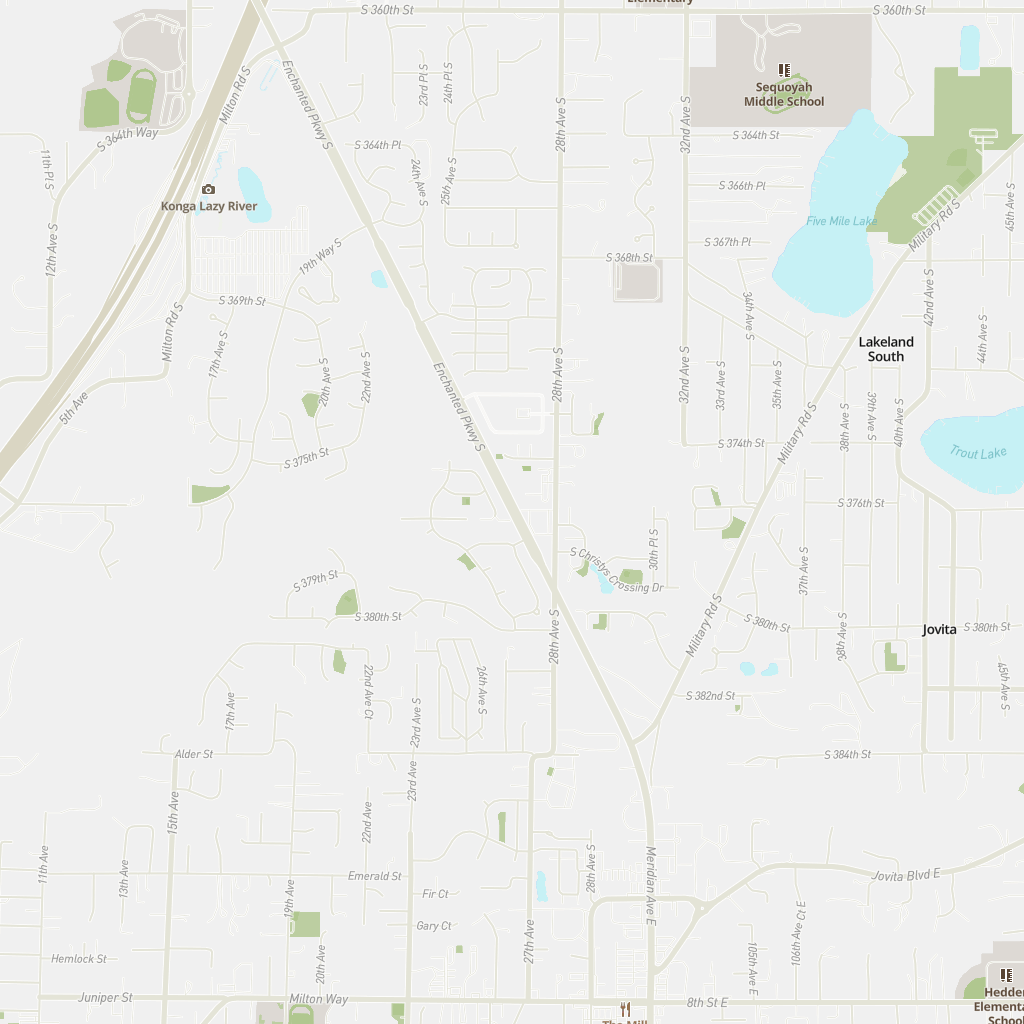 Elementary
S 360th St
S 360th St
Milton Rd S
Enchanted Pkwy S
23rd Pl S
24th Pl S
28th Ave S
32nd Ave S
Sequoyah
Middle School
S 364th Way
S 364th Pl
S 364th St
11th Pl S
24th Ave S
25th Ave S
S 366th Pl
45th Ave S
Konga Lazy River
Five Mile Lake
Military Rd S
12th Ave S
19th Way S
S 367th Pl
S 368th St
S 369th St
42nd Ave S
34th Ave S
Milton Rd S
17th Ave S
Lakeland
South
44th Ave S
20th Ave S
22nd Ave S
28th Ave S
32nd Ave S
33rd Ave S
35th Ave S
5th Ave
Enchanted Pkwy S
39th Ave S
38th Ave S
40th Ave S
Military Rd S
S 374th St
S 375th St
Trout Lake
S 376th St
30th Pl S
S Christys Crossing Dr
37th Ave S
S 379th St
S 380th St
28th Ave S
Military Rd S
S 380th St
38th Ave S
Jovita
S 380th St
22nd Ave Ct
26th Ave S
S 382nd St
45th Ave S
17th Ave
23rd Ave S
Alder St
S 384th St
23rd Ave
15th Ave
22nd Ave
11th Ave
13th Ave
Emerald St
19th Ave
Fir Ct
28th Ave S
Meridian Ave E
Jovita Blvd E
Gary Ct
27th Ave
106th Ave Ct E
105th Ave E
Hemlock St
20th Ave
Juniper St
Milton Way
8th St E
The Mill
School